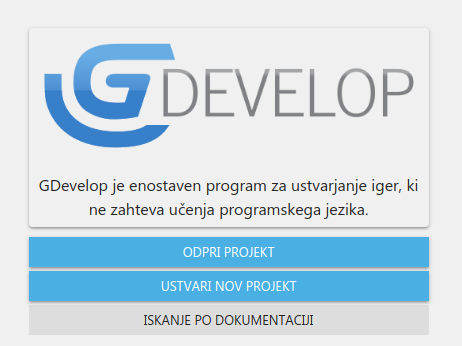 GDEVELOP
GDevelop je enostaven program za ustvarjanje iger, ki
ne zahteva učenja programskega jezika.
ODPRI PROJEKT
USTVARI NOV PROJEKT
ISKANJE PO DOKUMENTACIJI